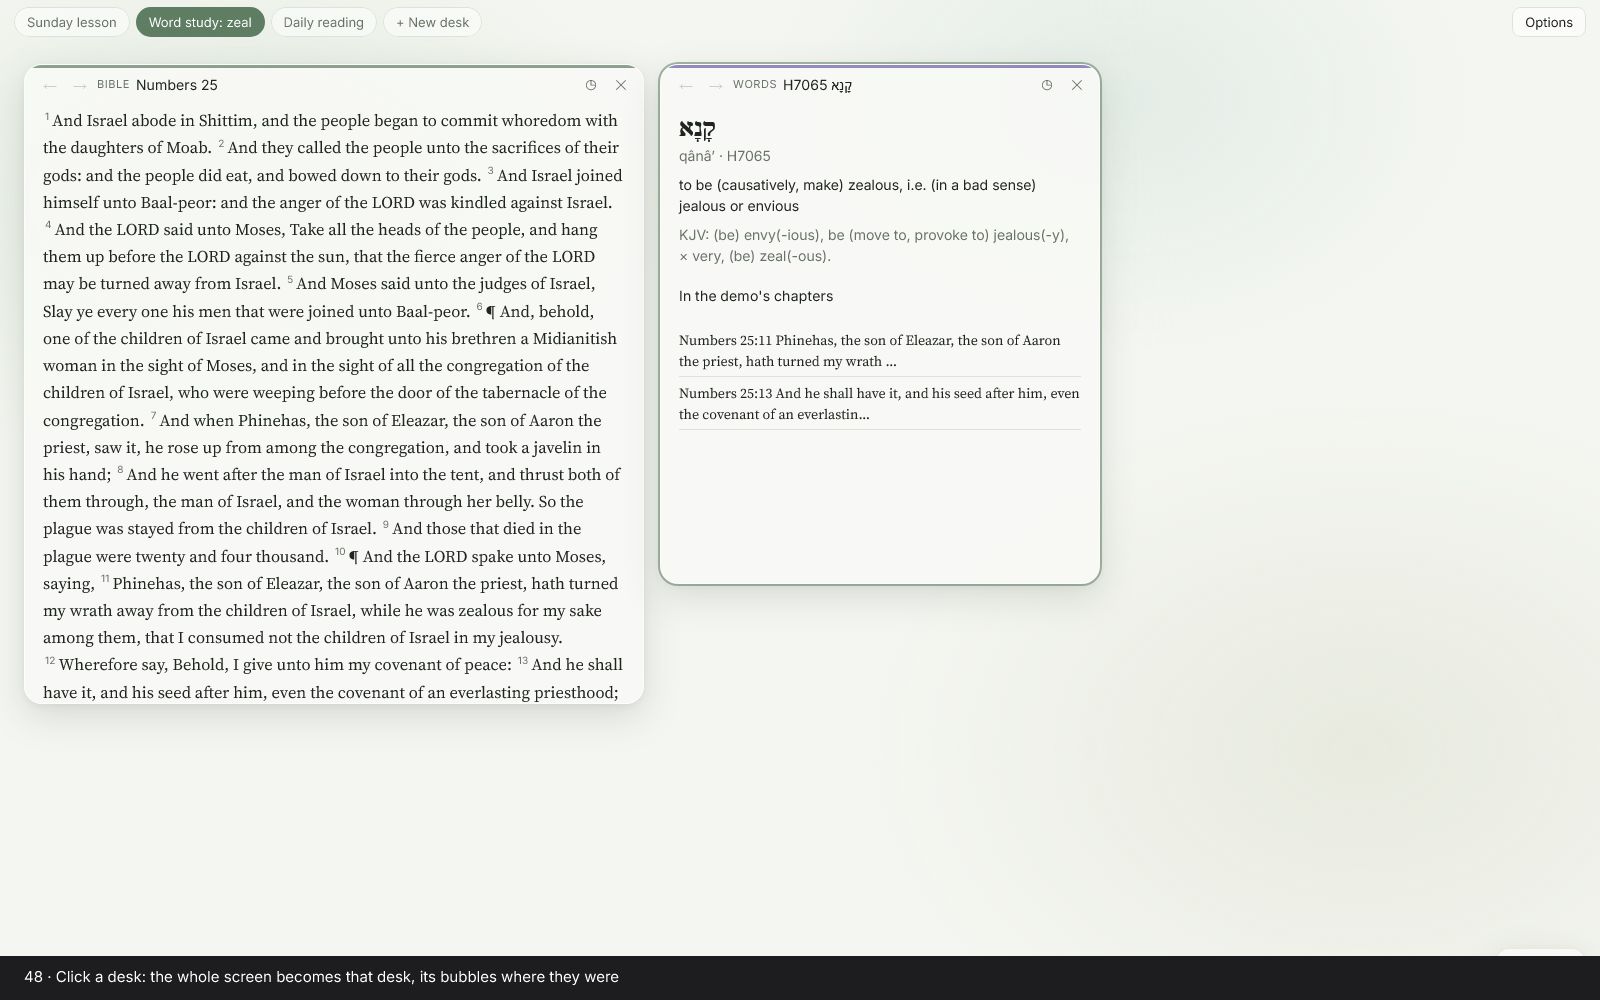 Sunday lesson
Word study: zeal
Daily reading
+ New desk
Options
← → BIBLE Numbers 25
1 And Israel abode in Shittim, and the people began to commit whoredom with
the daughters of Moab. 2 And they called the people unto the sacrifices of their
gods: and the people did eat, and bowed down to their gods. 3 And Israel joined
himself unto Baal-peor: and the anger of the LORD was kindled against Israel.
4 And the LORD said unto Moses, Take all the heads of the people, and hang
them up before the LORD against the sun, that the fierce anger of the LORD
may be turned away from Israel. 5 And Moses said unto the judges of Israel,
Slay ye every one his men that were joined unto Baal-peor. 6 ¶ And, behold,
one of the children of Israel came and brought unto his brethren a Midianitish
woman in the sight of Moses, and in the sight of all the congregation of the
children of Israel, who were weeping before the door of the tabernacle of the
congregation. 7 And when Phinehas, the son of Eleazar, the son of Aaron the
priest, saw it, he rose up from among the congregation, and took a javelin in
his hand; 8 And he went after the man of Israel into the tent, and thrust both of
them through, the man of Israel, and the woman through her belly. So the
plague was stayed from the children of Israel. 9 And those that died in the
plague were twenty and four thousand. 10 ¶ And the LORD spake unto Moses,
saying, 11 Phinehas, the son of Eleazar, the son of Aaron the priest, hath turned
my wrath away from the children of Israel, while he was zealous for my sake
among them, that I consumed not the children of Israel in my jealousy.
12 Wherefore say, Behold, I give unto him my covenant of peace: 13 And he shall
have it, and his seed after him, even the covenant of an everlasting priesthood;
← → WORDS H7065 קָנָא
קָנָא
qânâʼ · H7065
to be (causatively, make) zealous, i.e. (in a bad sense)
jealous or envious
KJV: (be) envy(-ious), be (move to, provoke to) jealous(-y),
× very, (be) zeal(-ous).
In the demo's chapters
Numbers 25:11 Phinehas, the son of Eleazar, the son of Aaron
the priest, hath turned my wrath ...
Numbers 25:13 And he shall have it, and his seed after him, even
the covenant of an everlastin...
48 · Click a desk: the whole screen becomes that desk, its bubbles where they were